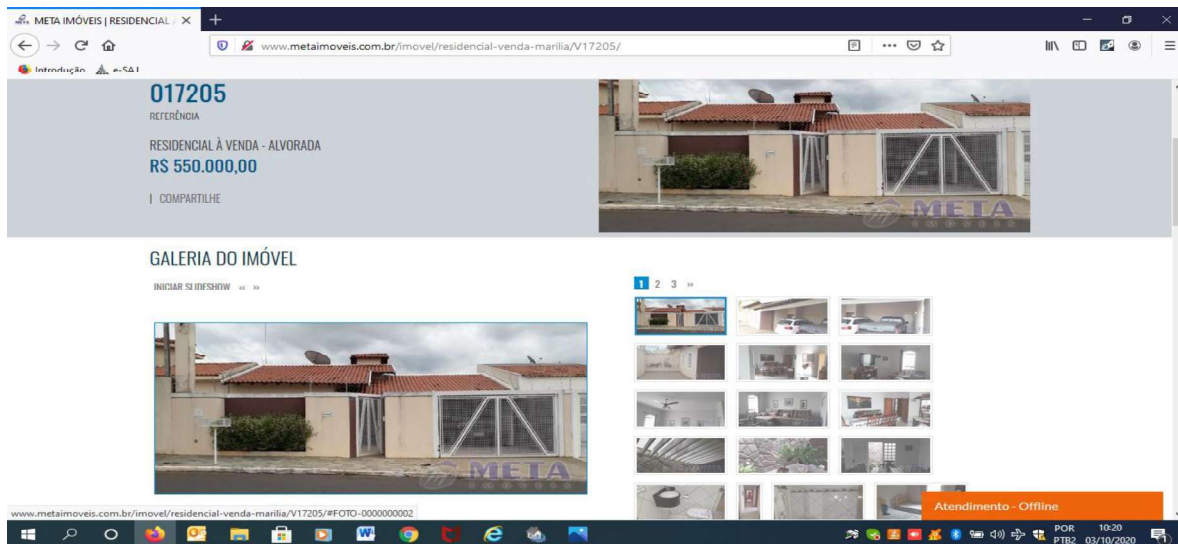 META IMÓVEIS | RESIDENCIAL
www.metaimoveis.com.br/imovel/residencial-venda-marilia/V17205/
Introdução e-SAJ
017205
REFERÊNCIA
RESIDENCIAL À VENDA - ALVORADA
R$ 550.000,00
| COMPARTILHE
META
GALERIA DO IMÓVEL
INICIAR SLIDESHOW « »
1 2 3 »
META
IMÓVEIS
Atendimento - Offline
www.metaimoveis.com.br/imovel/residencial-venda-marilia/V17205/#FOTO-0000000002
POR 10:20
PTB2 03/10/2020